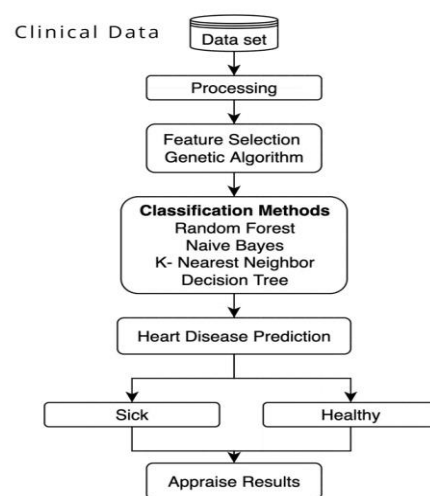 Clinical Data
Data set
Processing
Feature Selection
Genetic Algorithm
Classification Methods
Random Forest
Naive Bayes
K- Nearest Neighbor
Decision Tree
Heart Disease Prediction
Sick
Healthy
Appraise Results